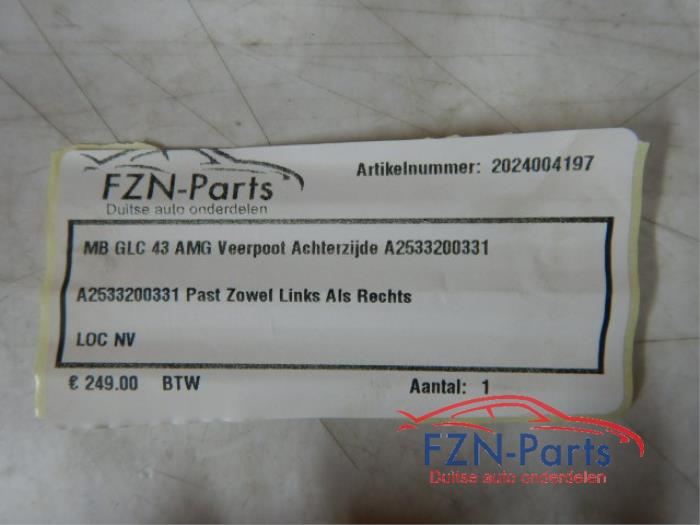 Artikelnummer: 2024004197
FZN-Parts
Duitse auto onderdelen
MB GLC 43 AMG Veerpoot Achterzijde A2533200331
A2533200331 Past Zowel Links Als Rechts
LOC NV
€ 249.00 BTW Aantal: 1
FZN-Parts
Duitse auto onderdelen